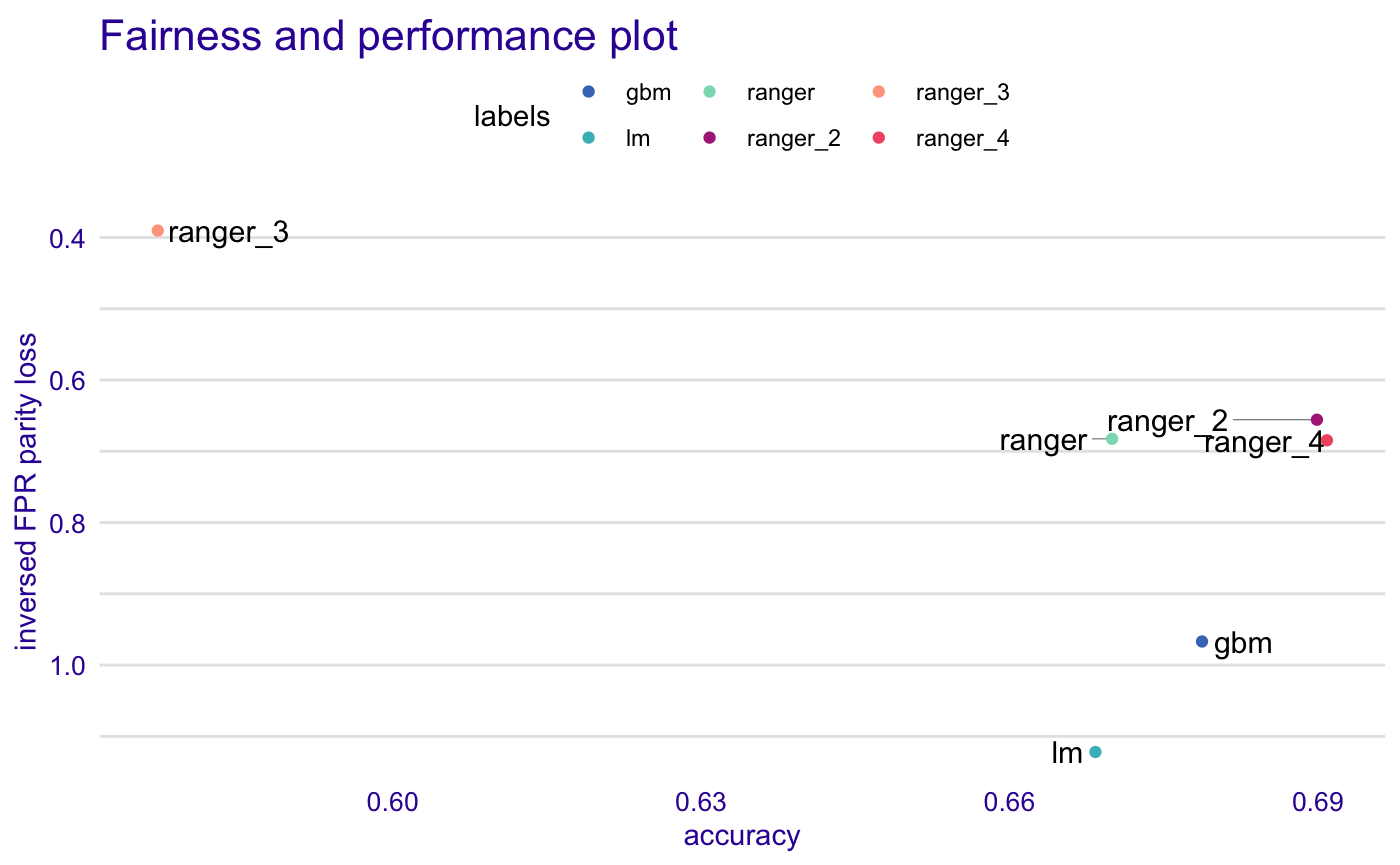 Fairness and performance plot
labels
gbm ranger ranger_3
lm ranger_2 ranger_4
ranger_3
0.4
0.6
ranger_2
ranger
ranger_4
0.8
gbm
1.0
lm
inversed FPR parity loss
0.60 0.63 0.66 0.69
accuracy